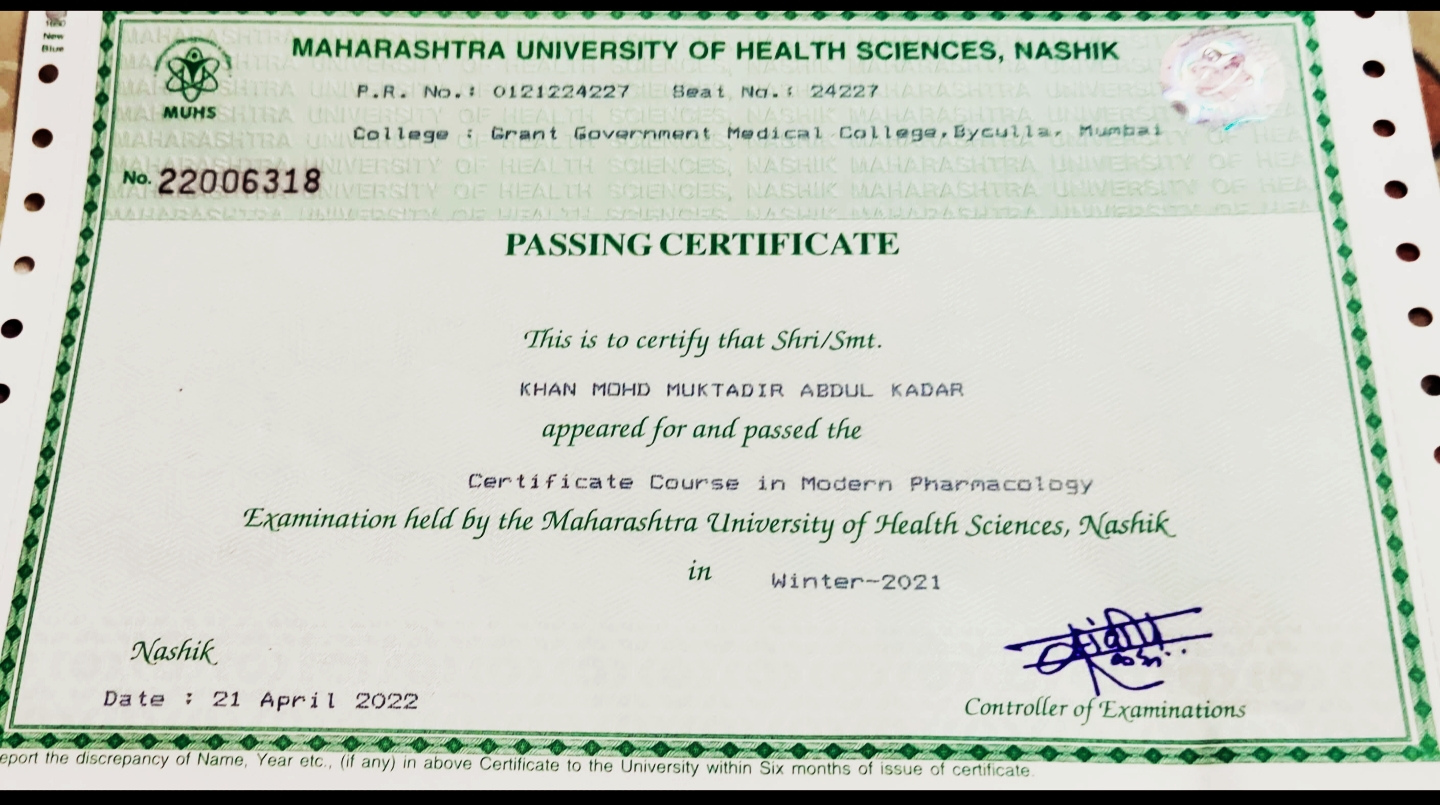 New
Blue
MAHARASHTRA UNIVERSITY OF HEALTH SCIENCES, NASHIK
MUHS
P.R. No.: 0121224227 Seat No.: 24227
College : Grant Government Medical College,Byculla, Mumbai
No. 22006318
PASSING CERTIFICATE
This is to certify that Shri/Smt.
KHAN MOHD MUKTADIR ABDUL KADAR
appeared for and passed the
Certificate Course in Modern Pharmacology
Examination held by the Maharashtra University of Health Sciences, Nashik
in Winter-2021
Nashik
Date : 21 April 2022
Controller of Examinations
eport the discrepancy of Name, Year etc., (if any) in above Certificate to the University within Six months of issue of certificate.